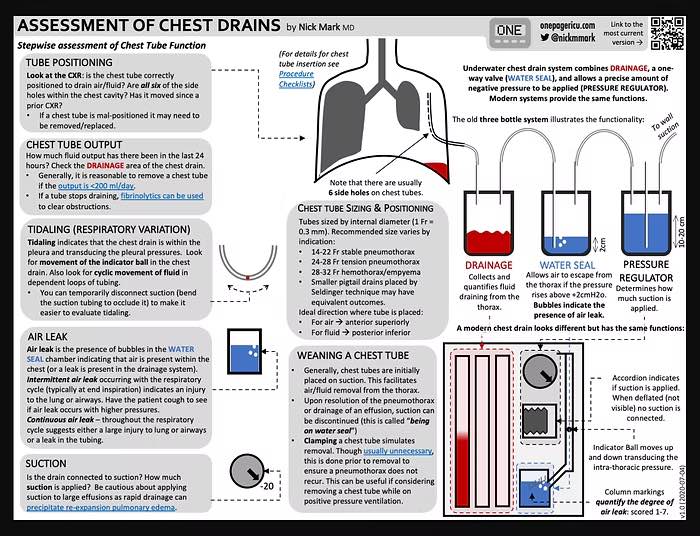 ASSESSMENT OF CHEST DRAINS by Nick Mark MD
ONE
onepagericu.com
@nickmmark
Link to the
most current
version →
Stepwise assessment of Chest Tube Function
TUBE POSITIONING
Look at the CXR: is the chest tube correctly
positioned to drain air/fluid? Are all six of the side
holes within the chest cavity? Has it moved since a
prior CXR?
• If a chest tube is mal-positioned it may need to
be removed/replaced.
CHEST TUBE OUTPUT
How much fluid output has there been in the last 24
hours? Check the DRAINAGE area of the chest drain.
• Generally, it is reasonable to remove a chest tube
if the output is <200 ml/day.
• If a tube stops draining, fibrinolytics can be used
to clear obstructions.
TIDALING (RESPIRATORY VARIATION)
Tidaling indicates that the chest drain is within the
pleura and transducing the pleural pressures. Look
for movement of the indicator ball in the chest
drain. Also look for cyclic movement of fluid in
dependent loops of tubing.
• You can temporarily disconnect suction (bend
the suction tubing to occlude it) to make it
easier to evaluate tidaling.
AIR LEAK
Air leak is the presence of bubbles in the WATER
SEAL chamber indicating that air is present within the
chest (or a leak is present in the drainage system).
Intermittent air leak occurring with the respiratory
cycle (typically at end inspiration) indicates an injury
to the lung or airways. Have the patient cough to see
if air leak occurs with higher pressures.
Continuous air leak – throughout the respiratory
cycle suggests either a large injury to lung or airways
or a leak in the tubing.
SUCTION
Is the drain connected to suction? How much
suction is applied? Be cautious about applying
suction to large effusions as rapid drainage can
precipitate re-expansion pulmonary edema.
-20
(For details for
chest tube
insertion see
Procedure
Checklists)
Note that there are usually
6 side holes on chest tubes.
CHEST TUBE SIZING & POSITIONING
Tubes sized by internal diameter (1 Fr =
0.3 mm). Recommended size varies by
indication:
• 14-22 Fr stable pneumothorax
• 24-28 Fr tension pneumothorax
• 28-32 Fr hemothorax/empyema
• Smaller pigtail drains placed by
Seldinger technique may have
equivalent outcomes.
Ideal direction where tube is placed:
• For air → anterior superiorly
• For fluid → posterior inferiorly
WEANING A CHEST TUBE
• Generally, chest tubes are initially
placed on suction. This facilitates
air/fluid removal from the thorax.
• Upon resolution of the pneumothorax
or drainage of an effusion, suction can
be discontinued (this is called "being
on water seal")
• Clamping a chest tube simulates
removal. Though usually unnecessary,
this is done prior to removal to
ensure a pneumothorax does not
recur. This can be useful if considering
removing a chest tube while on
positive pressure ventilation.
Underwater chest drain system combines DRAINAGE, a one-
way valve (WATER SEAL), and allows a precise amount of
negative pressure to be applied (PRESSURE REGULATOR).
Modern systems provide the same functions.
The old three bottle system illustrates the functionality:
To wall
suction
2cm
10-20 cm
DRAINAGE
Collects and
quantifies fluid
draining from the
thorax.
WATER SEAL
Allows air to escape from
the thorax if the pressure
rises above +2cmH2o.
Bubbles indicate the
presence of air leak.
PRESSURE
REGULATOR
Determines how
much suction is
applied.
A modern chest drain looks different but has the same functions:
Accordion indicates
if suction is applied.
When deflated (not
visible) no suction is
connected.
Indicator Ball moves up
and down transducing the
intra-thoracic pressure.
Column markings
quantify the degree of
air leak: scored 1-7.
v1.0 (2020-07-04)